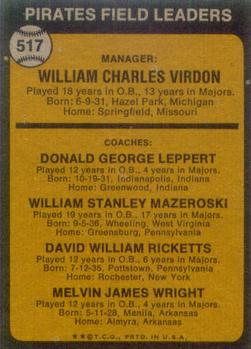 PIRATES FIELD LEADERS
517
MANAGER:
WILLIAM CHARLES VIRDON
Played 18 years in O.B., 13 years in Majors.
Born: 6-9-31, Hazel Park, Michigan
Home: Springfield, Missouri
COACHES:
DONALD GEORGE LEPPERT
Played 12 years in O.B., 4 years in Majors.
Born: 10-19-31, Indianapolis, Indiana
Home: Greenwood, Indiana
WILLIAM STANLEY MAZEROSKI
Played 19 years in O.B., 17 years in Majors.
Born: 9-5-36, Wheeling, West Virginia
Home: Greensburg, Pennsylvania
DAVID WILLIAM RICKETTS
Played 12 years in O.B., 6 years in Majors.
Born: 7-12-35, Pottstown, Pennsylvania
Home: Rochester, New York
MELVIN JAMES WRIGHT
Played 12 years in O.B., 4 years in Majors.
Born: 5-11-28, Manila, Arkansas
Home: Almyra, Arkansas
★★© T.C.G., PRTD. IN U.S.A.